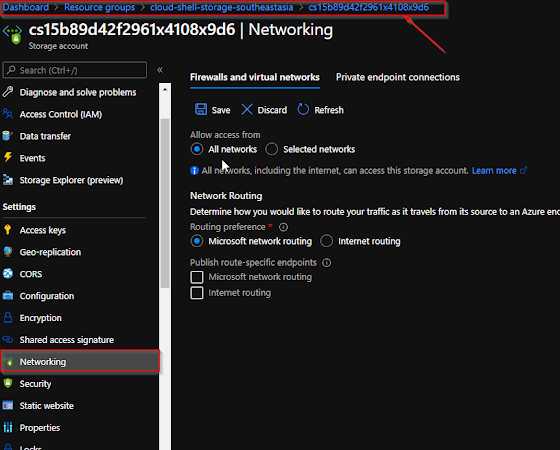 Dashboard > Resource groups > cloud-shell-storage-southeastasia > cs15b89d42f2961x4108x9d6
cs15b89d42f2961x4108x9d6 | Networking
Storage account
Search (Ctrl+/)
«
Diagnose and solve problems
Access Control (IAM)
Data transfer
Events
Storage Explorer (preview)
Settings
Access keys
Geo-replication
CORS
Configuration
Encryption
Shared access signature
Networking
Security
Static website
Properties
Locks
Firewalls and virtual networks Private endpoint connections
Save Discard Refresh
Allow access from
All networks Selected networks
All networks, including the internet, can access this storage account. Learn more
Network Routing
Determine how you would like to route your traffic as it travels from its source to an Azure end
Routing preference *
Microsoft network routing Internet routing
Publish route-specific endpoints
Microsoft network routing
Internet routing